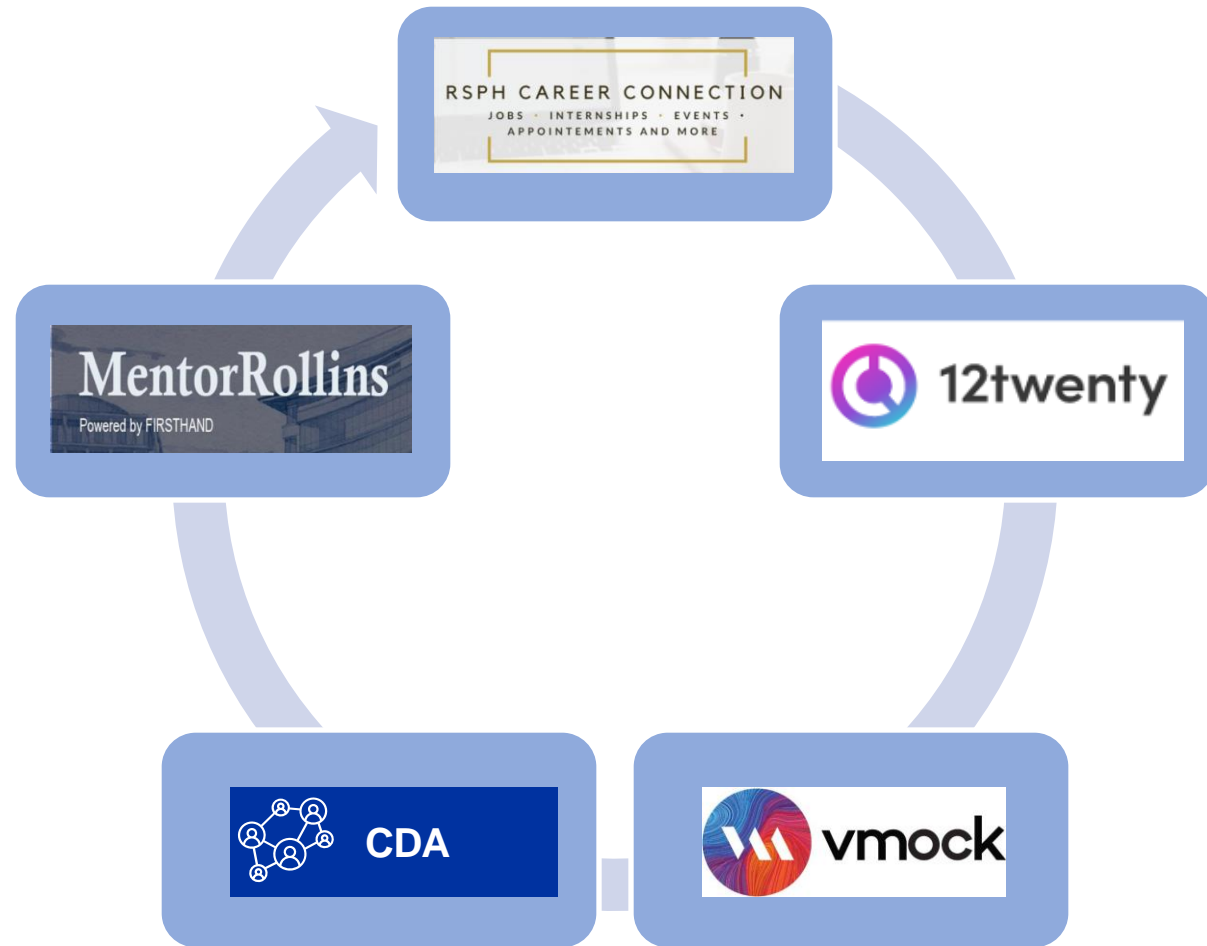 RSPH CAREER CONNECTION
JOBS · INTERNSHIPS · EVENTS ·
APPOINTEMENTS AND MORE
12twenty
vmock
CDA
MentorRollins
Powered by FIRSTHAND